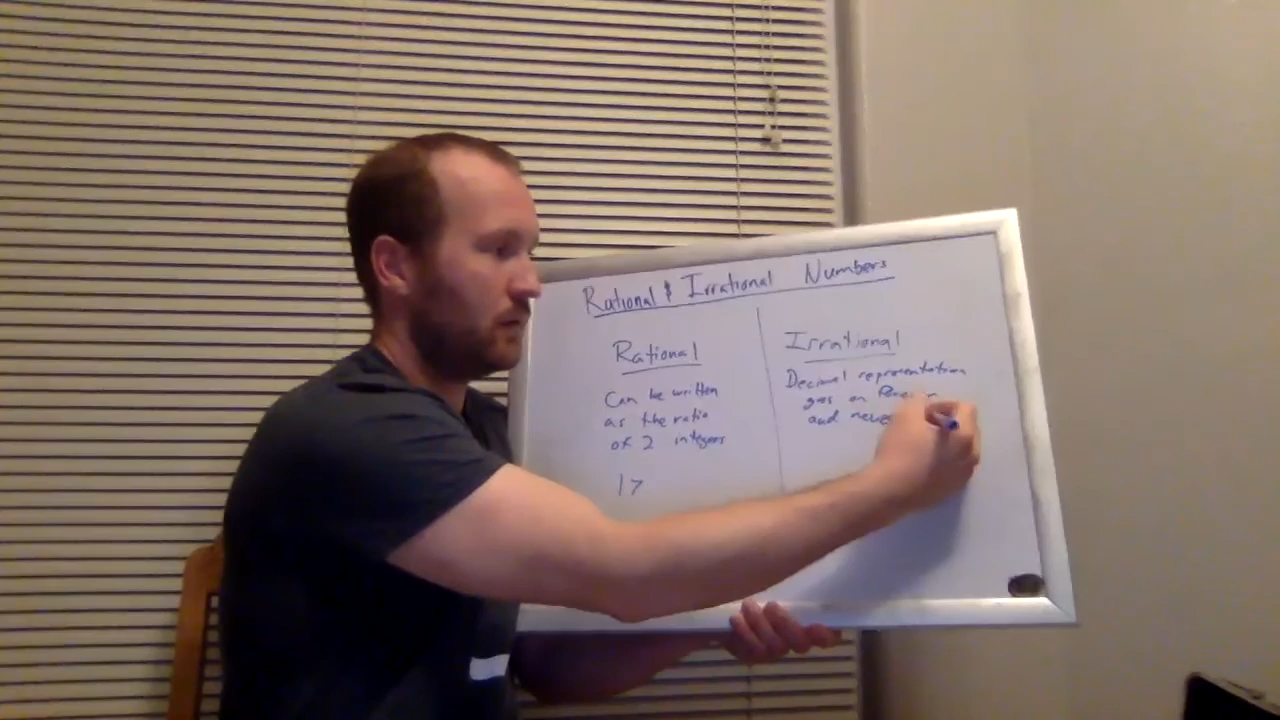 Rational & Irrational Numbers
Rational
Can be written
as the ratio
of 2 integers
Irrational
Decimal representation
goes on
and never